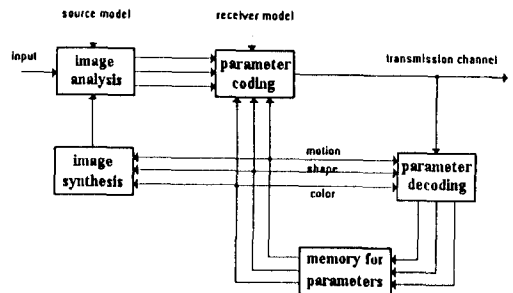 source model
receiver model
input
image
analysis
parameter
coding
transmission channel
image
synthesis
motion
shape
color
parameter
decoding
memory for
parameters